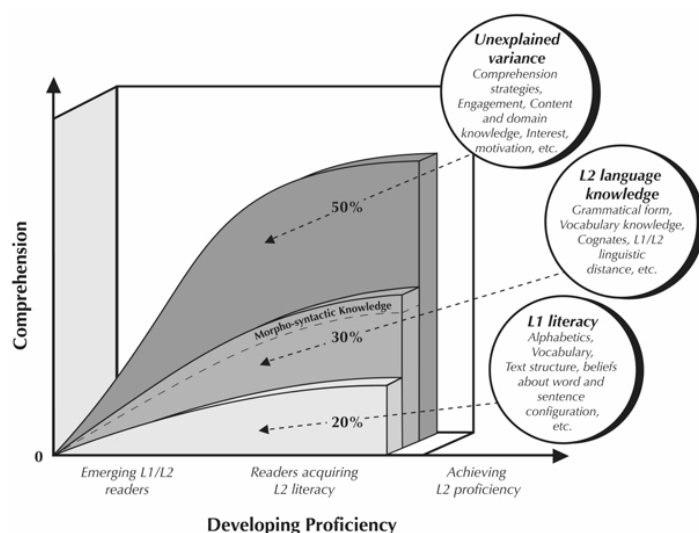 Unexplained
variance
Comprehension
strategies,
Engagement, Content
and domain
knowledge, Interest,
motivation, etc.
L2 language
knowledge
Grammatical form,
Vocabulary knowledge,
Cognates, L1/L2
linguistic
distance, etc.
L1 literacy
Alphabetics,
Vocabulary,
Text structure, beliefs
about word and
sentence
configuration,
etc.
50%
Morpho-syntactic Knowledge
30%
20%
Comprehension
0
Emerging L1/L2
readers
Readers acquiring
L2 literacy
Achieving
L2 proficiency
Developing Proficiency